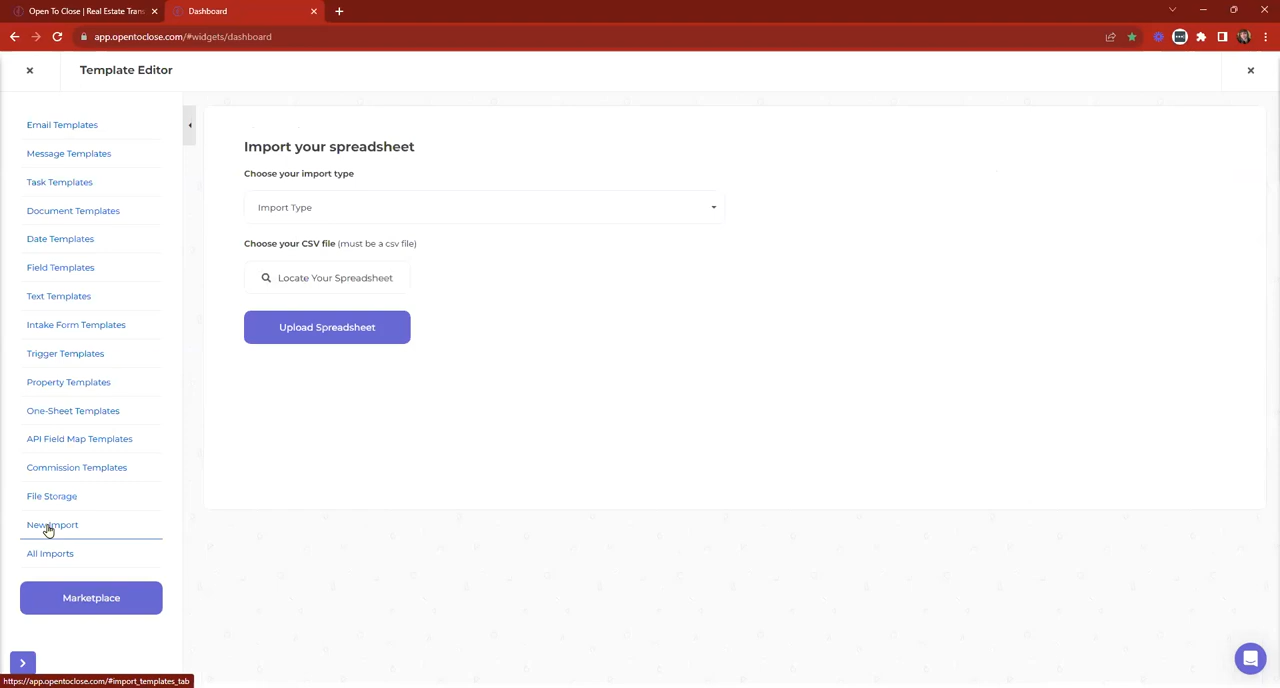 Open To Close | Real Estate Trans
Dashboard
app.opentoclose.com/#widgets/dashboard
Template Editor
Email Templates
Message Templates
Task Templates
Document Templates
Date Templates
Field Templates
Text Templates
Intake Form Templates
Trigger Templates
Property Templates
One-Sheet Templates
API Field Map Templates
Commission Templates
File Storage
New Import
All Imports
Marketplace
Import your spreadsheet
Choose your import type
Import Type
Choose your CSV file (must be a csv file)
Locate Your Spreadsheet
Upload Spreadsheet
https://app.opentoclose.com/#import_templates_tab